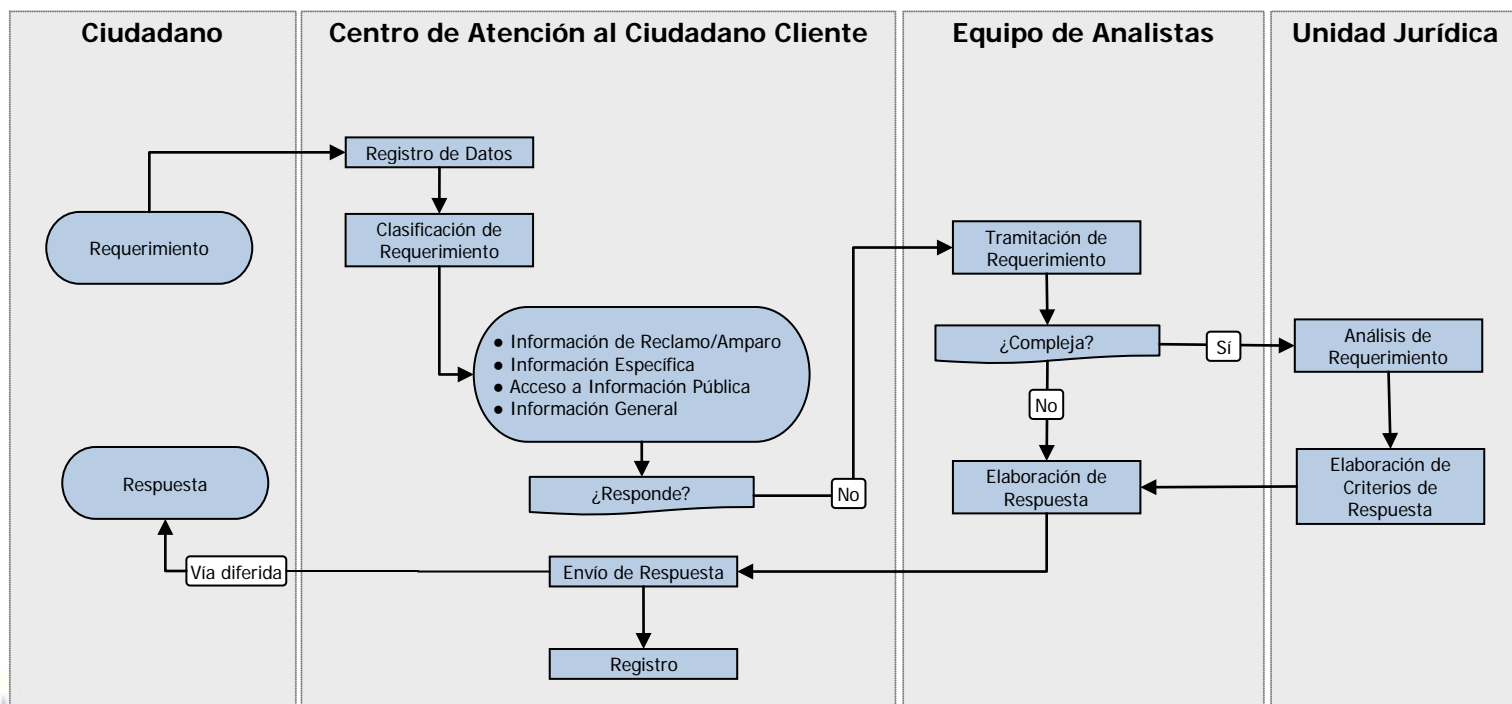 Ciudadano
Centro de Atención al Ciudadano Cliente
Equipo de Analistas
Unidad Jurídica
Registro de Datos
Clasificación de
Requerimiento
Requerimiento
Tramitación de
Requerimiento
● Información de Reclamo/Amparo
● Información Específica
● Acceso a Información Pública
● Información General
¿Compleja?
Sí
Análisis de
Requerimiento
No
Respuesta
¿Responde?
No
Elaboración de
Respuesta
Elaboración de
Criterios de
Respuesta
Vía diferida
Envío de Respuesta
Registro